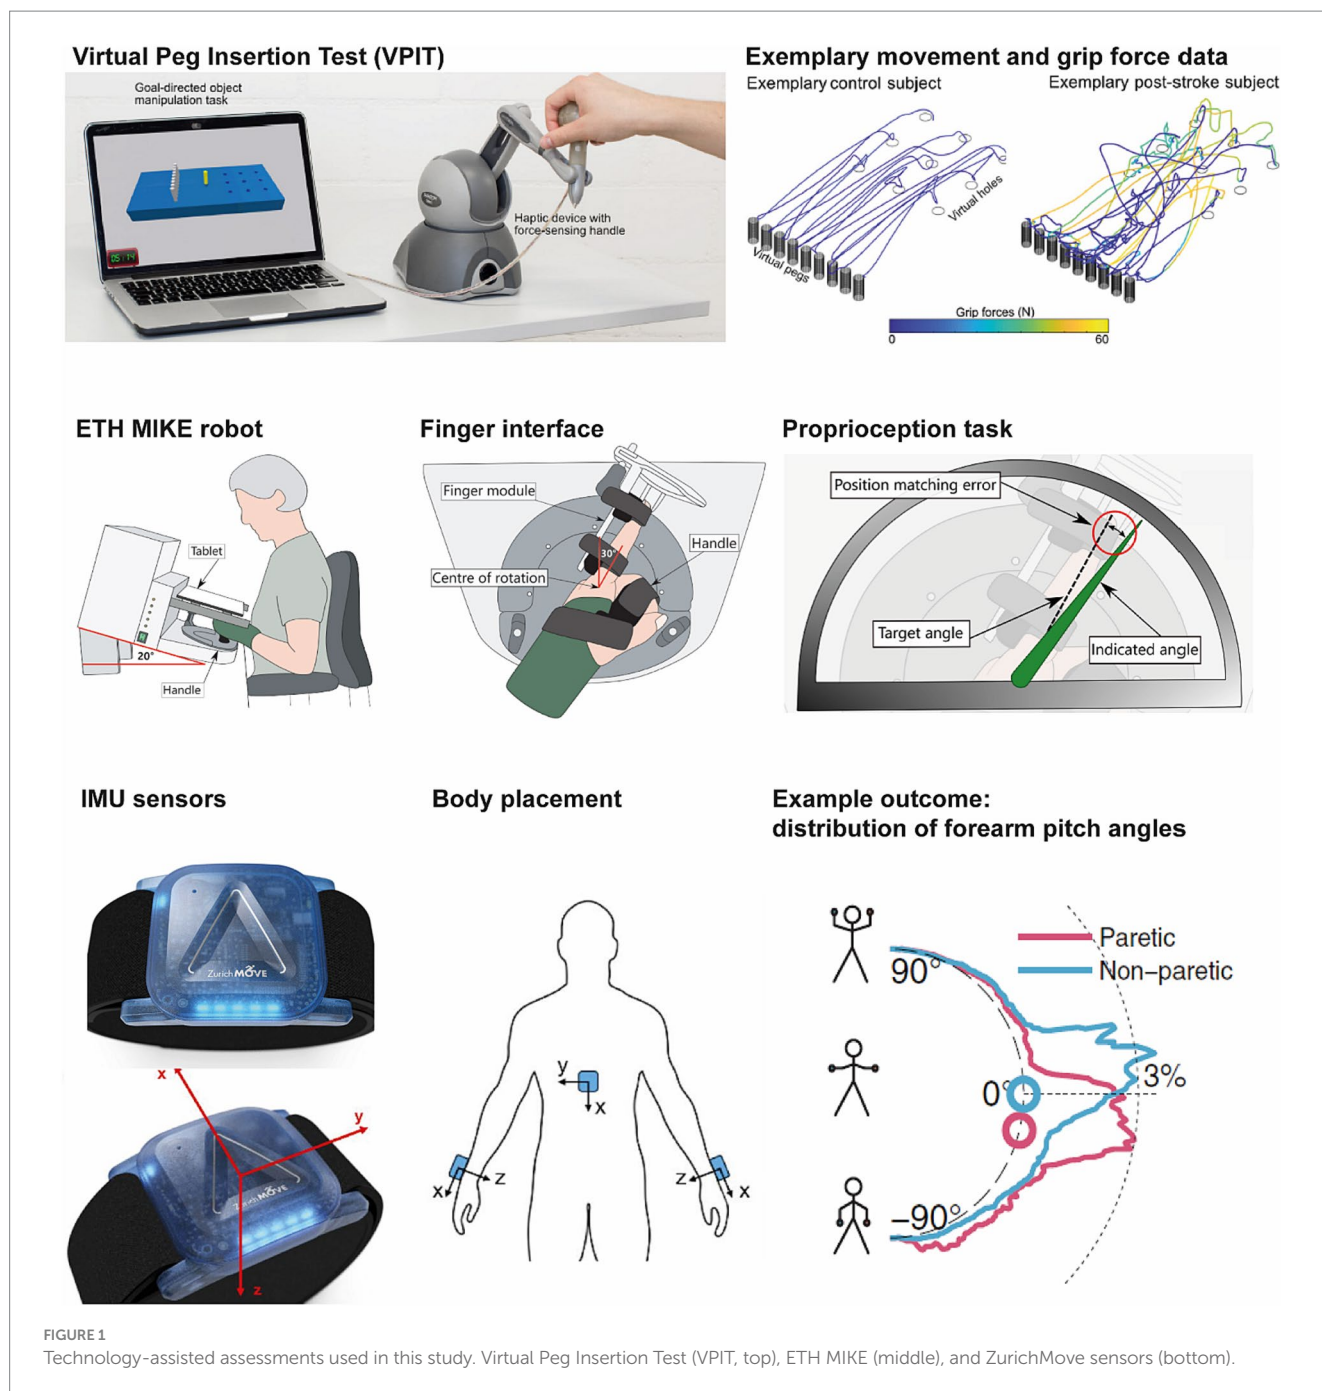 Virtual Peg Insertion Test (VPIT)
Goal-directed object
manipulation task
05:14
Haptic device with
force-sensing handle
Exemplary movement and grip force data
Exemplary control subject
Exemplary post-stroke subject
Virtual holes
Virtual pegs
Grip forces (N)
0
60
ETH MIKE robot
Tablet
20°
Handle
Finger interface
Finger module
Handle
30°
Centre of rotation
Proprioception task
Position matching error
Target angle
Indicated angle
IMU sensors
ZurichMOVE
x
y
ZurichMOVE
z
Body placement
y
x
z
x
z
x
Example outcome:
distribution of forearm pitch angles
Paretic
Non-paretic
90°
0°
3%
−90°
FIGURE 1
Technology-assisted assessments used in this study. Virtual Peg Insertion Test (VPIT, top), ETH MIKE (middle), and ZurichMove sensors (bottom).